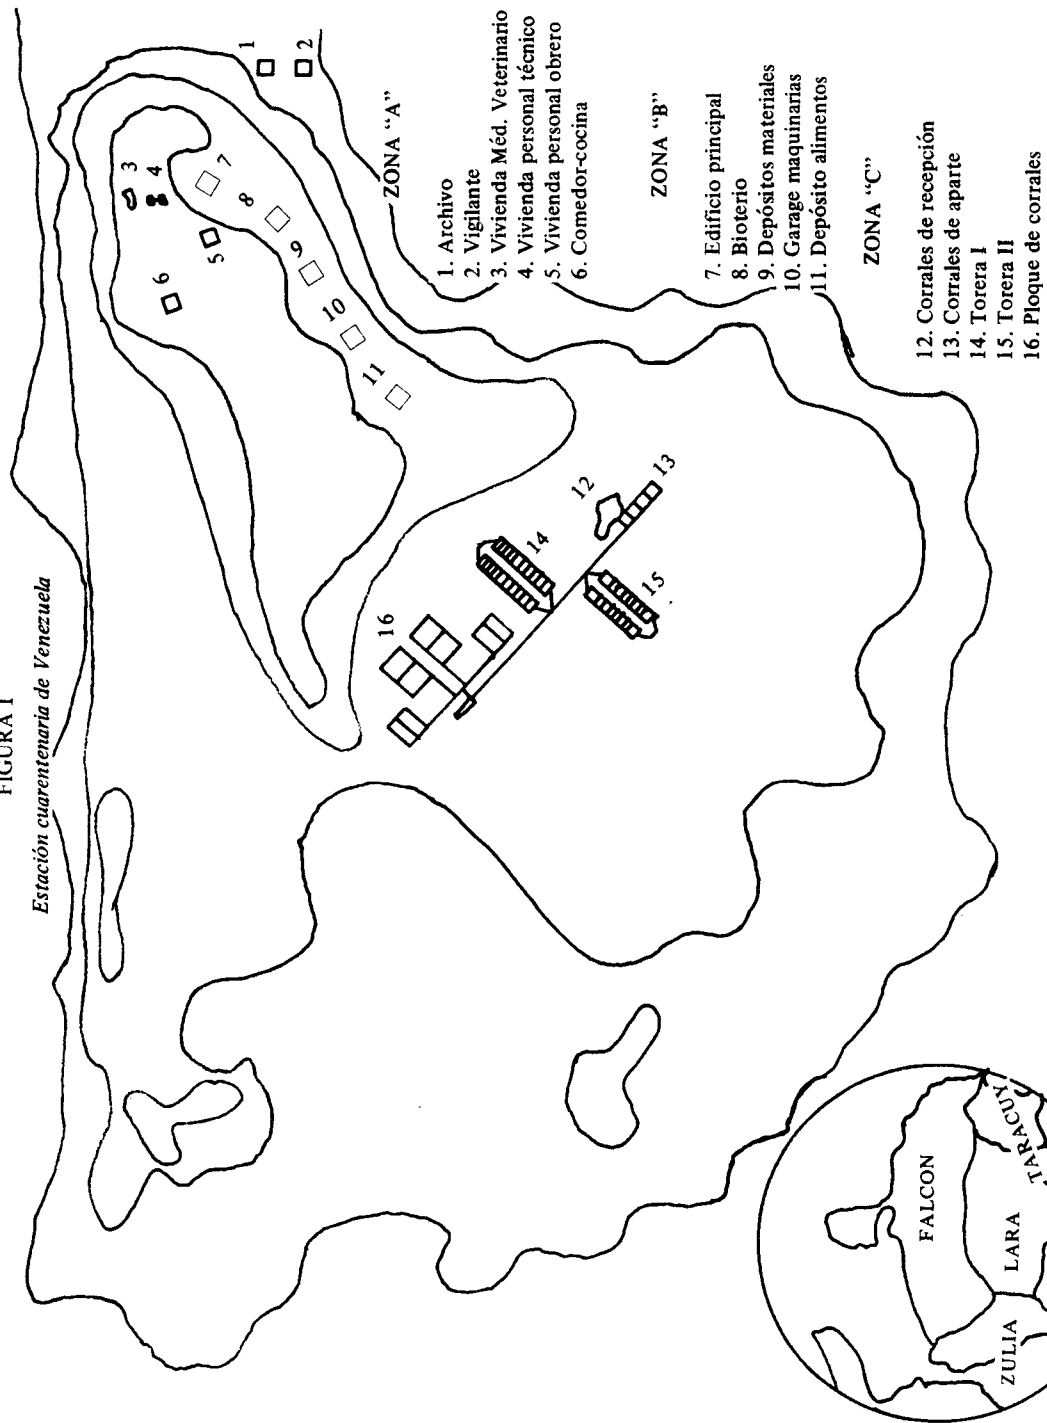 FIGURA I
Estación cuarentenaria de Venezuela
1
2
3
4
5
6
7
8
9
10
11
12
13
14
15
16
ZONA “A”
1. Archivo
2. Vigilante
3. Vivienda Méd. Veterinario
4. Vivienda personal técnico
5. Vivienda personal obrero
6. Comedor-cocina
ZONA “B”
7. Edificio principal
8. Bioterio
9. Depósitos materiales
10. Garage maquinarias
11. Depósito alimentos
ZONA “C”
12. Corrales de recepción
13. Corrales de aparte
14. Torera I
15. Torera II
16. Ploque de corrales
FALCON
TARACUY
LARA
ZULIA